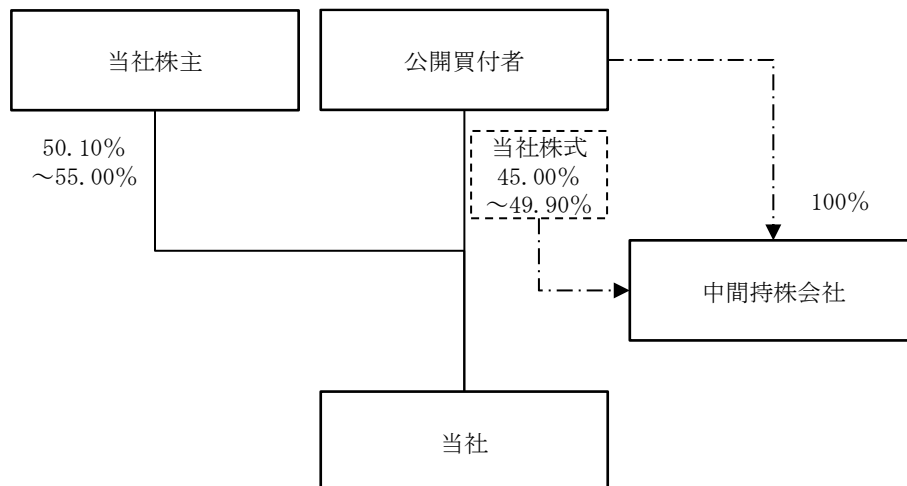 当社株主
公開買付者
50.10%
～55.00%
当社株式
45.00%
～49.90%
100%
中間持株会社
当社